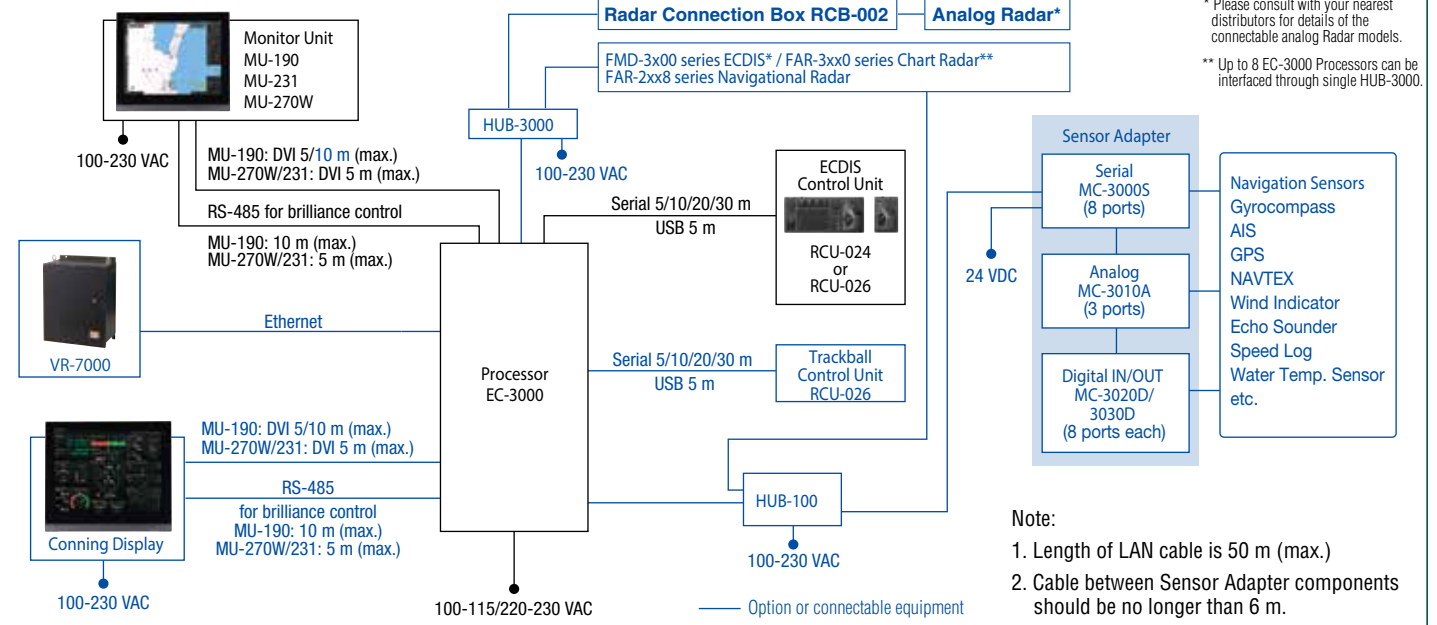 Radar Connection Box RCB-002
Analog Radar*
* Please consult with your nearest
distributors for details of the
connectable analog Radar models.
** Up to 8 EC-3000 Processors can be
interfaced through single HUB-3000.
Monitor Unit
MU-190
MU-231
MU-270W
FMD-3x00 series ECDIS* / FAR-3xx0 series Chart Radar**
FAR-2xx8 series Navigational Radar
HUB-3000
100-230 VAC
100-230 VAC
MU-190: DVI 5/10 m (max.)
MU-270W/231: DVI 5 m (max.)
RS-485 for brilliance control
MU-190: 10 m (max.)
MU-270W/231: 5 m (max.)
Serial 5/10/20/30 m
USB 5 m
ECDIS
Control Unit
RCU-024
or
RCU-026
Sensor Adapter
Serial
MC-3000S
(8 ports)
24 VDC
Analog
MC-3010A
(3 ports)
Digital IN/OUT
MC-3020D/
3030D
(8 ports each)
Navigation Sensors
Gyrocompass
AIS
GPS
NAVTEX
Wind Indicator
Echo Sounder
Speed Log
Water Temp. Sensor
etc.
VR-7000
Ethernet
Processor
EC-3000
Serial 5/10/20/30 m
USB 5 m
Trackball
Control Unit
RCU-026
MU-190: DVI 5/10 m (max.)
MU-270W/231: DVI 5 m (max.)
RS-485
for brilliance control
MU-190: 10 m (max.)
MU-270W/231: 5 m (max.)
Conning Display
100-230 VAC
HUB-100
100-230 VAC
100-115/220-230 VAC
Option or connectable equipment
Note:
1. Length of LAN cable is 50 m (max.)
2. Cable between Sensor Adapter components
should be no longer than 6 m.